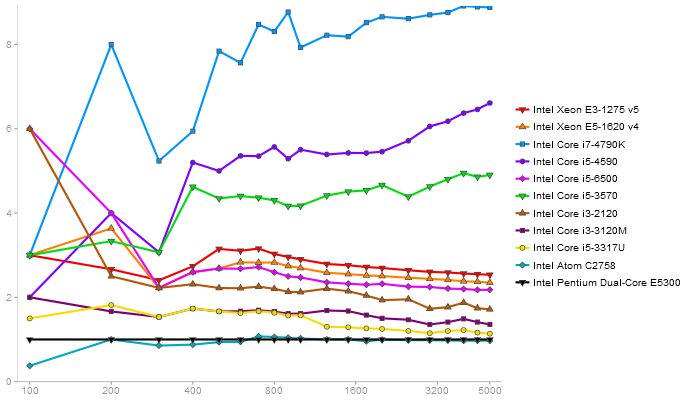 8
6
4
2
0
100
200
400
800
1600
3200
5000
Intel Xeon E3-1275 v5
Intel Xeon E5-1620 v4
Intel Core i7-4790K
Intel Core i5-4590
Intel Core i5-6500
Intel Core i5-3570
Intel Core i3-2120
Intel Core i3-3120M
Intel Core i5-3317U
Intel Atom C2758
Intel Pentium Dual-Core E5300